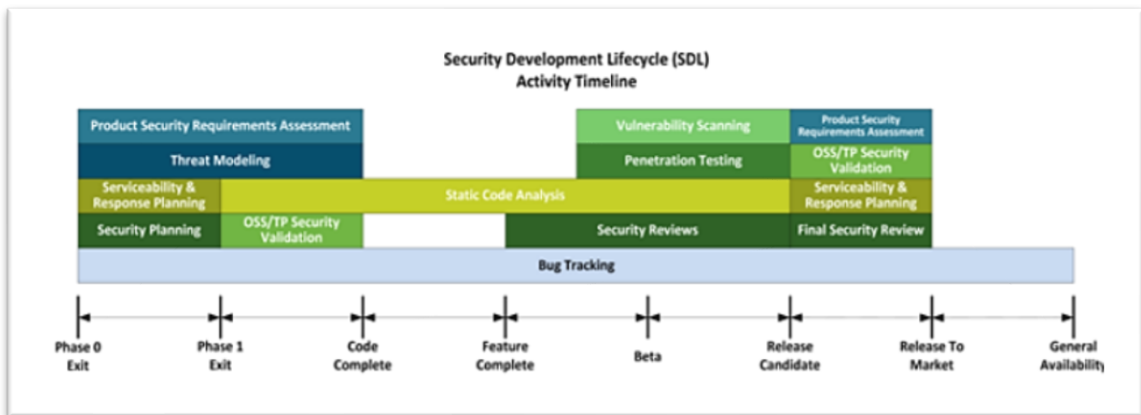 Security Development Lifecycle (SDL)
Activity Timeline
Product Security Requirements Assessment
Vulnerability Scanning
Product Security
Requirements Assessment
Threat Modeling
Penetration Testing
OSS/TP Security
Validation
Serviceability &
Response Planning
Static Code Analysis
Serviceability &
Response Planning
Security Planning
OSS/TP Security
Validation
Security Reviews
Final Security Review
Bug Tracking
Phase 0
Exit
Phase 1
Exit
Code
Complete
Feature
Complete
Beta
Release
Candidate
Release To
Market
General
Availability